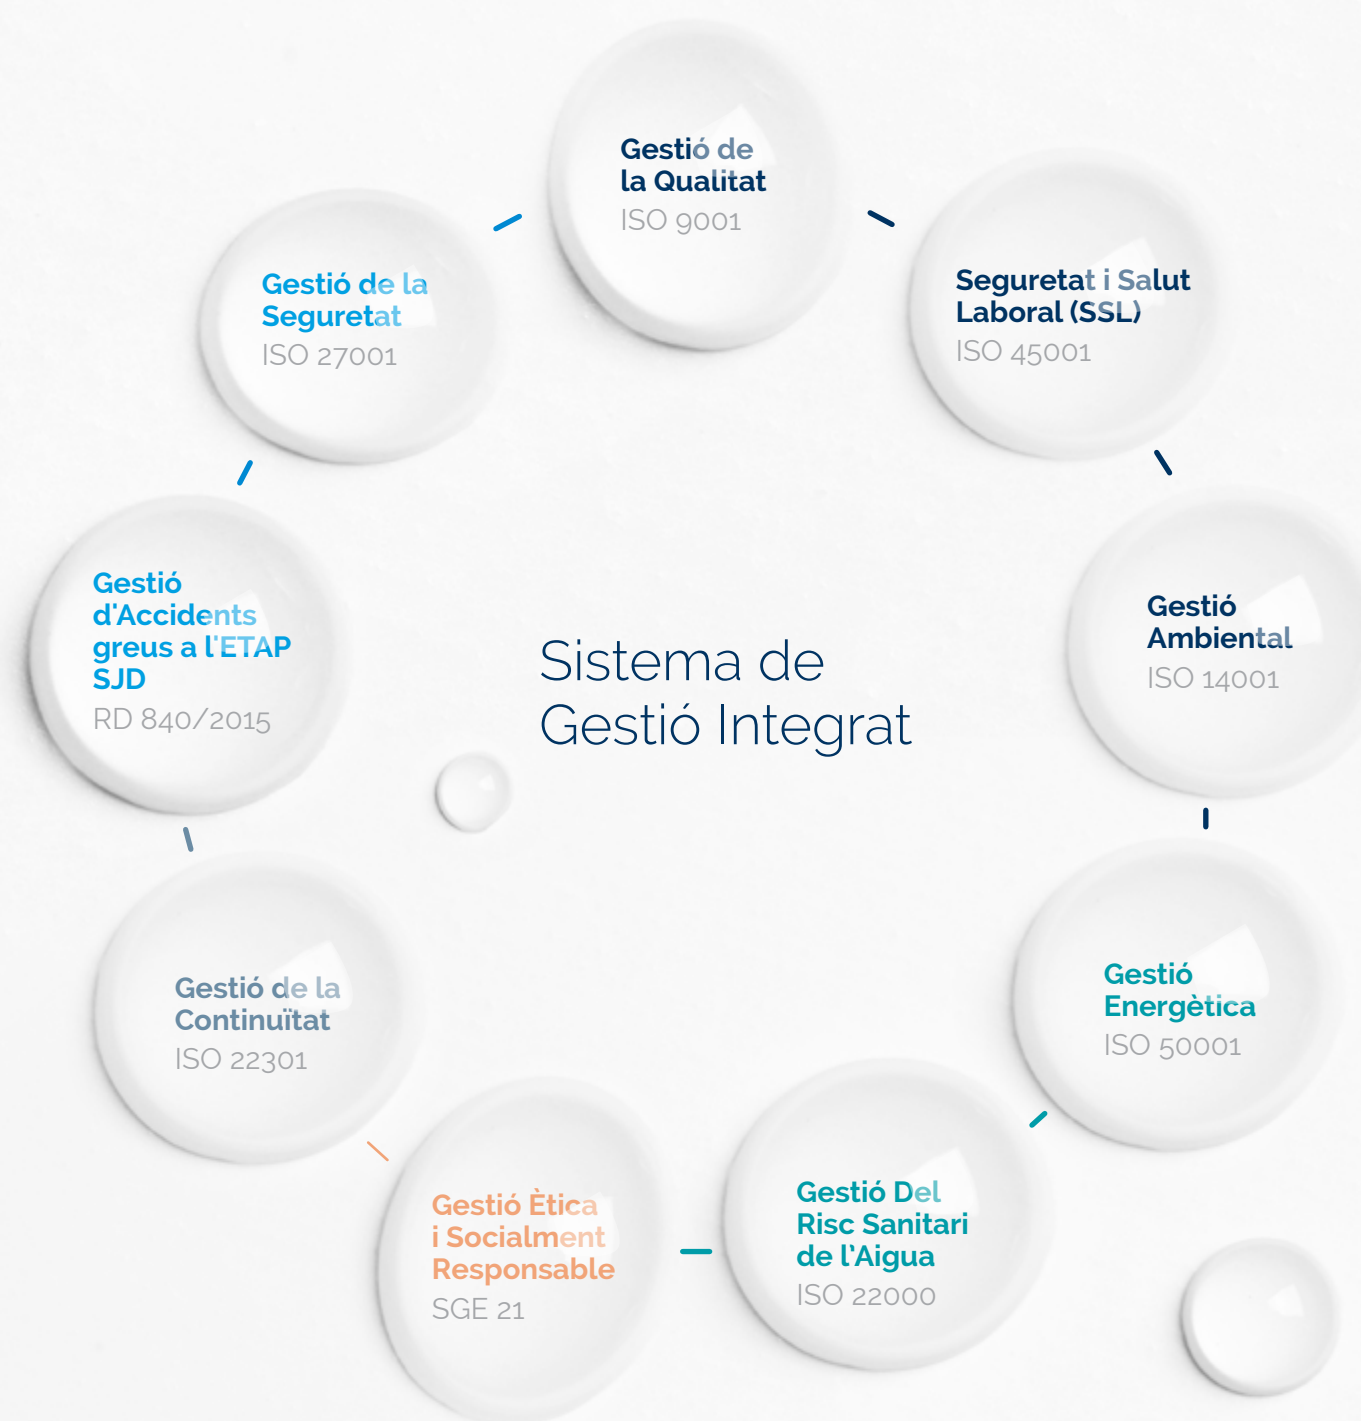 Gestió de
la Qualitat
ISO 9001
Seguretat i Salut
Laboral (SSL)
ISO 45001
Gestió
Ambiental
ISO 14001
Gestió
Energètica
ISO 50001
Gestió Del
Risc Sanitari
de l’Aigua
ISO 22000
Gestió Ètica
i Socialment
Responsable
SGE 21
Gestió de la
Continuïtat
ISO 22301
Gestió
d'Accidents
greus a l'ETAP
SJD
RD 840/2015
Gestió de la
Seguretat
ISO 27001
Sistema de
Gestió Integrat